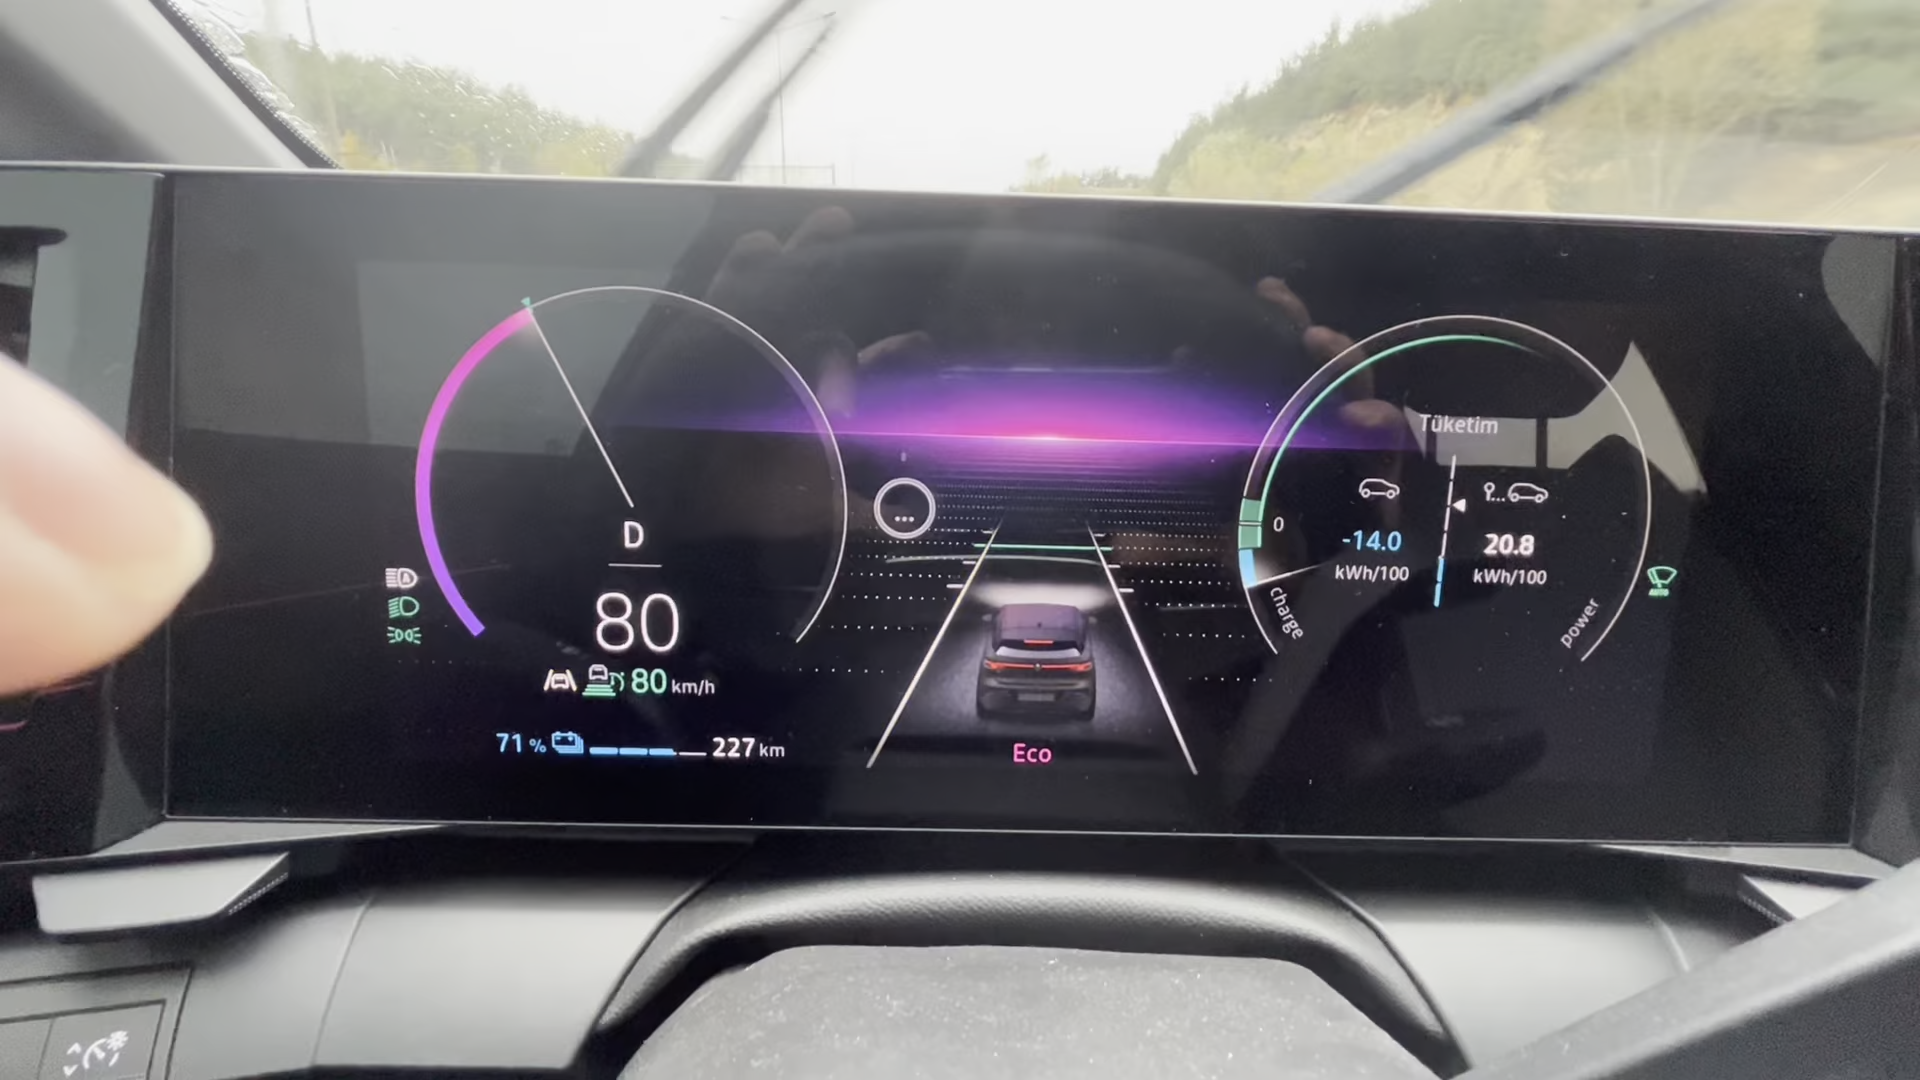 D
80
80 km/h
71 % 227 km
Eco
Tüketim
0
-14.0 20.8
kWh/100 kWh/100
charge
power
AUTO
A